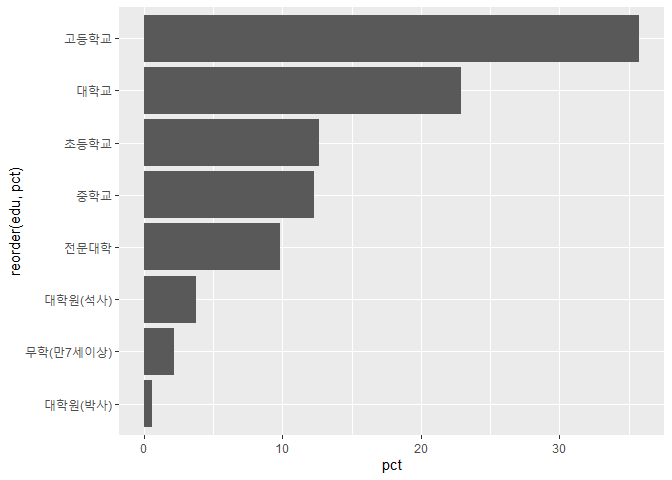 고등학교
대학교
초등학교
중학교
전문대학
대학원(석사)
무학(만7세이상)
대학원(박사)
reorder(edu, pct)
0 10 20 30
pct